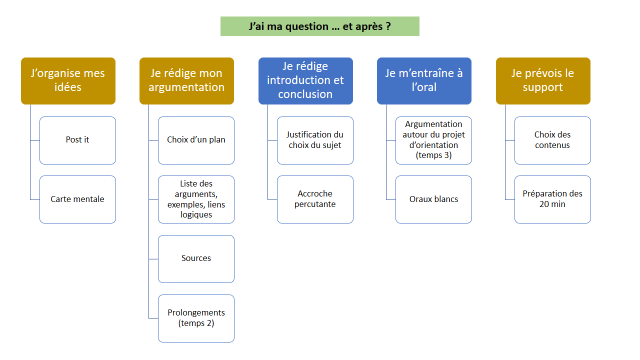 J'ai ma question … et après ?
J'organise mes
idées
Post it
Carte mentale
Je rédige mon
argumentation
Choix d'un plan
Liste des
arguments,
exemples, liens
logiques
Sources
Prolongements
(temps 2)
Je rédige
introduction et
conclusion
Justification du
choix du sujet
Accroche
percutante
Je m'entraîne à
l'oral
Argumentation
autour du projet
d'orientation
(temps 3)
Oraux blancs
Je prévois le
support
Choix des
contenus
Préparation des
20 min